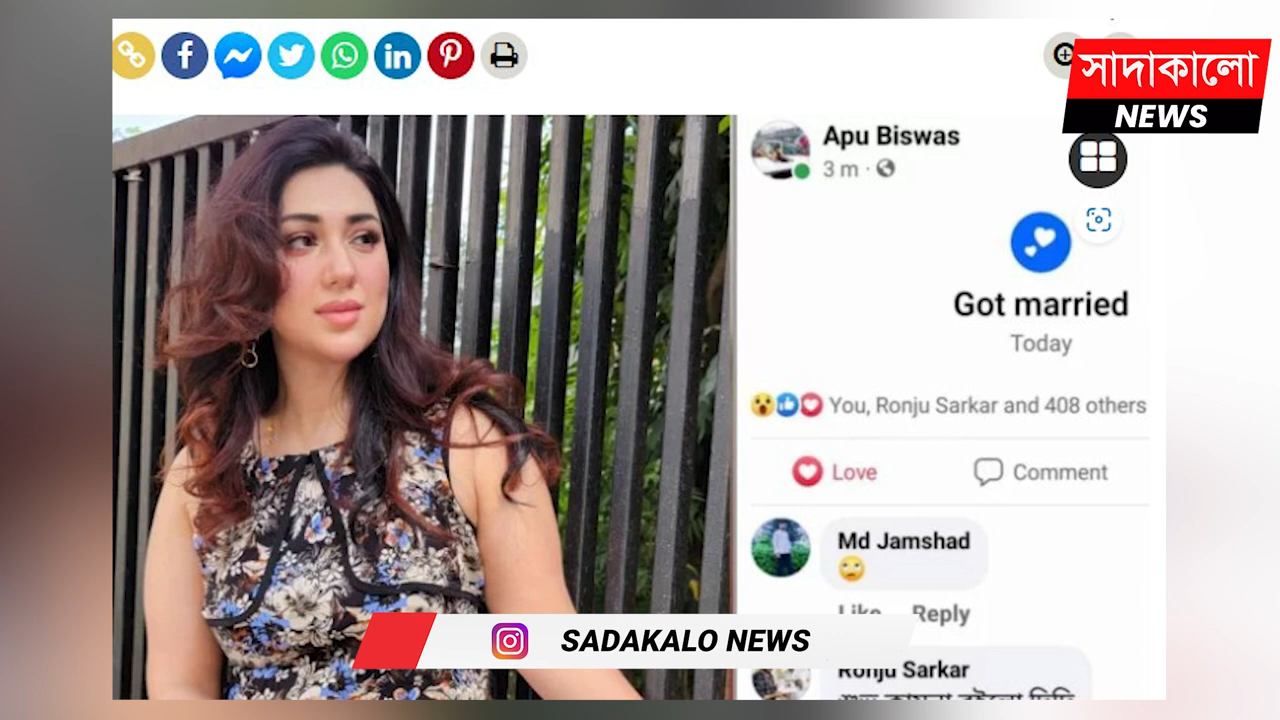 সাদাকালো
NEWS
Apu Biswas
3 m ·
Got married
Today
You, Ronju Sarkar and 408 others
Love
Comment
Md Jamshad
Like Reply
SADAKALO NEWS
Ronju Sarkar